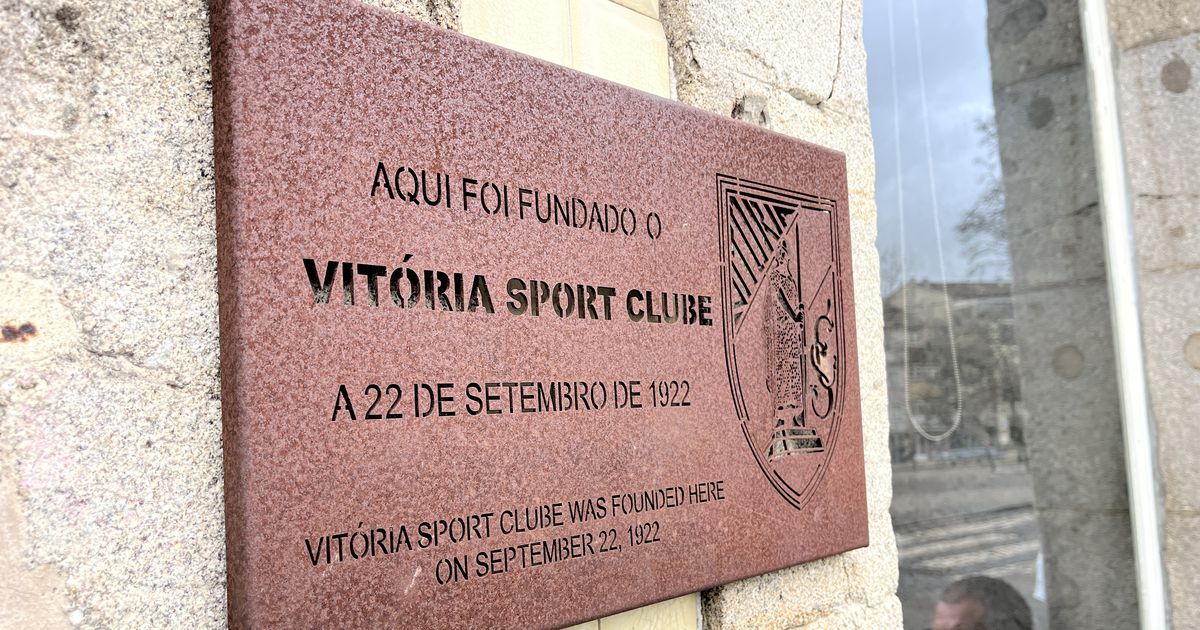 AQUI FOI FUNDADO O
VITÓRIA SPORT CLUBE
A 22 DE SETEMBRO DE 1922
VITÓRIA SPORT CLUBE WAS FOUNDED HERE
ON SEPTEMBER 22, 1922